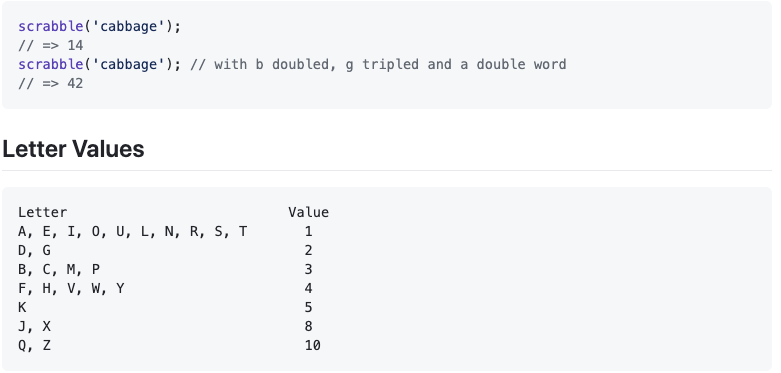 scrabble('cabbage');
// => 14
scrabble('cabbage'); // with b doubled, g tripled and a double word
// => 42
Letter Values
Letter Value
A, E, I, O, U, L, N, R, S, T 1
D, G 2
B, C, M, P 3
F, H, V, W, Y 4
K 5
J, X 8
Q, Z 10